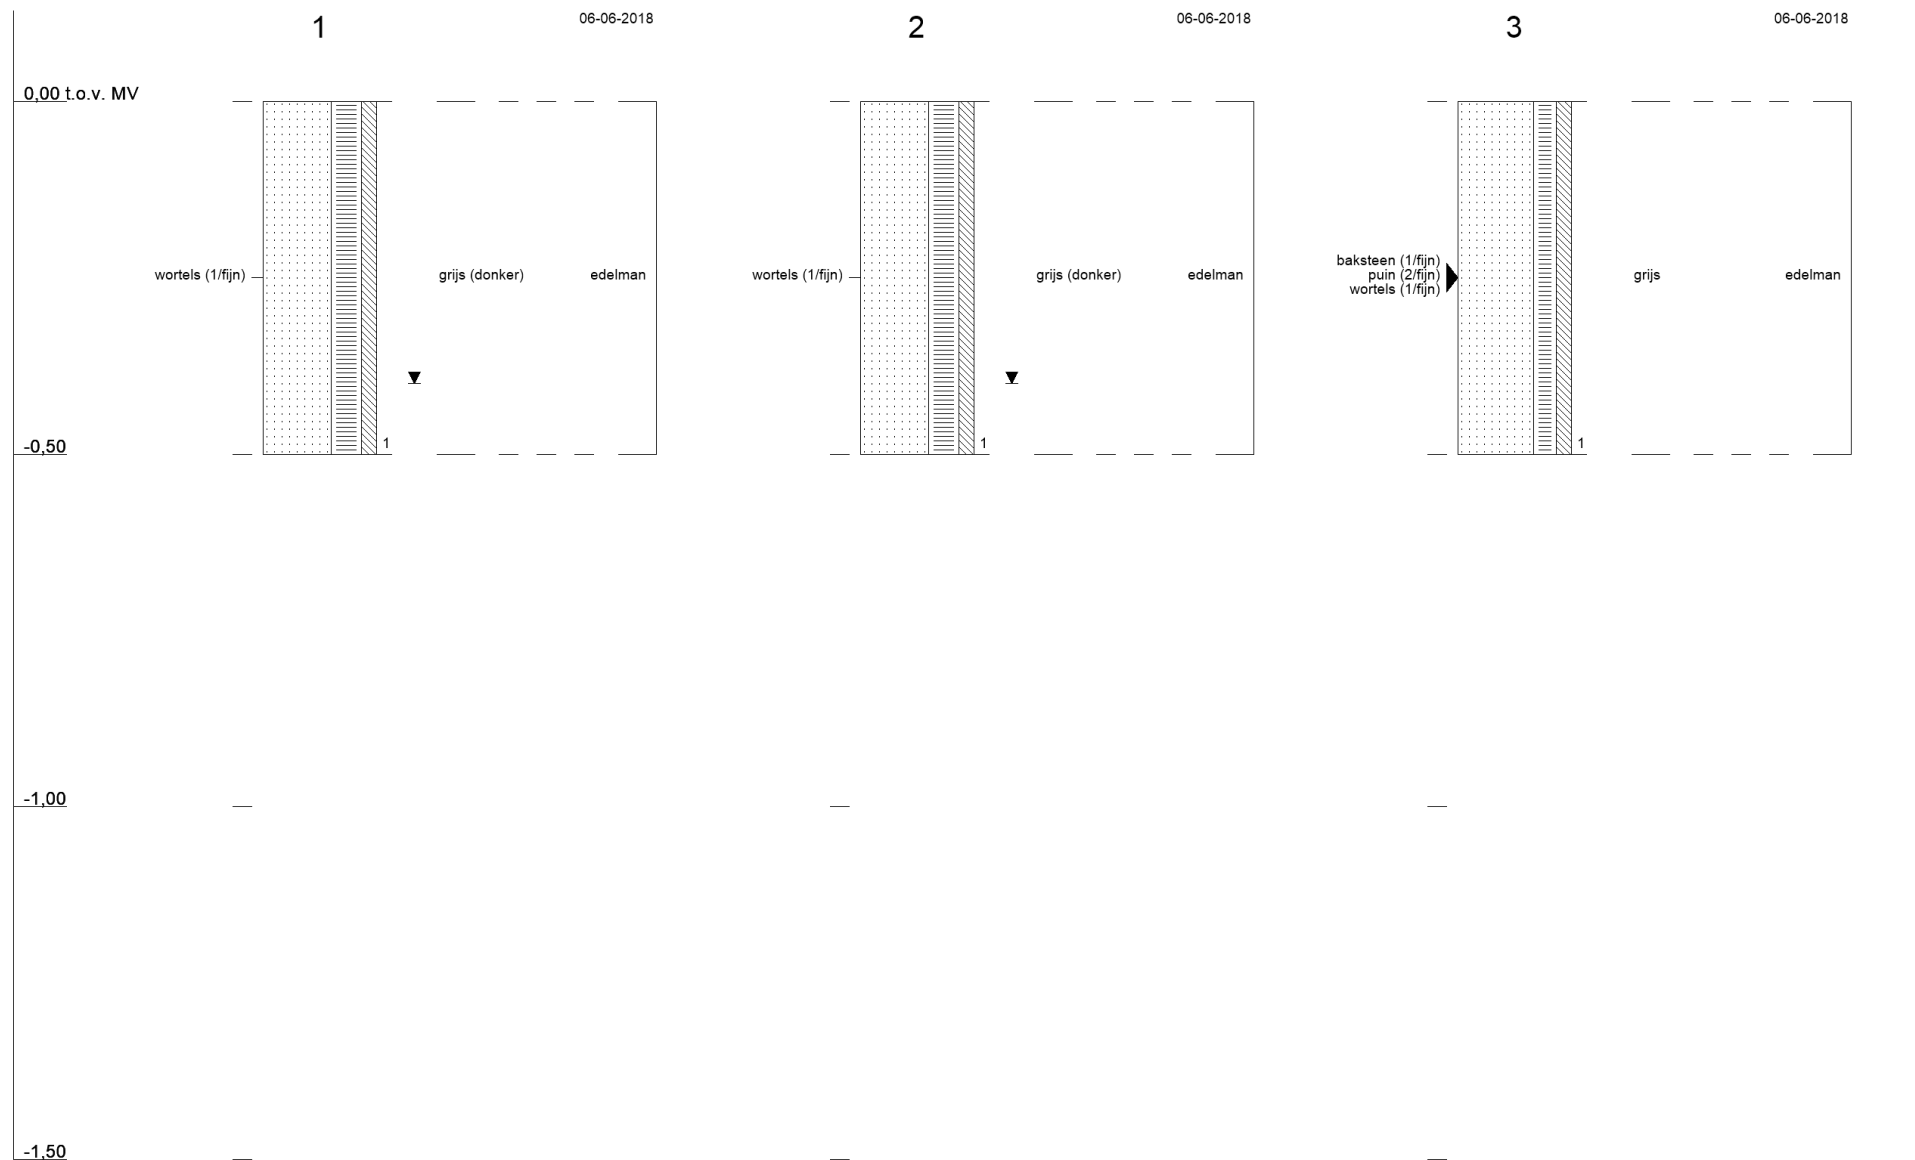 1
06-06-2018
2
06-06-2018
3
06-06-2018
0,00 t.o.v. MV
wortels (1/fijn)
grijs (donker)
edelman
1
wortels (1/fijn)
grijs (donker)
edelman
1
baksteen (1/fijn)
puin (2/fijn)
wortels (1/fijn)
grijs
edelman
1
-0,50
-1,00
-1,50